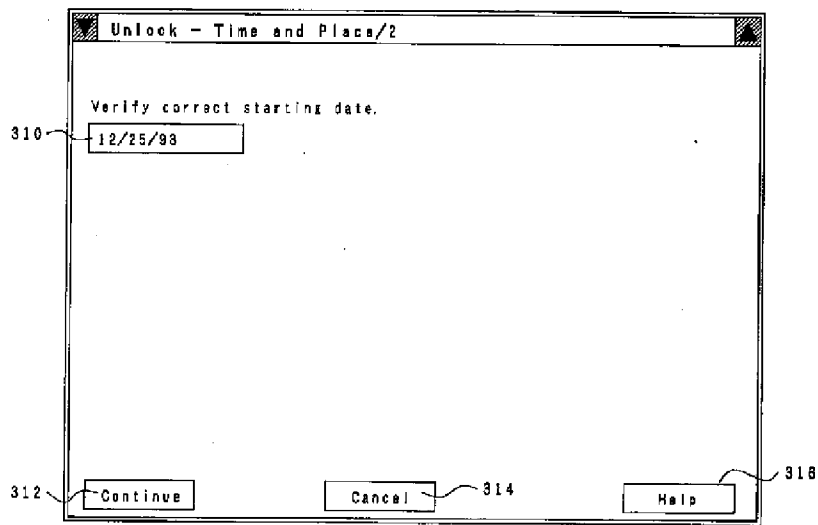 Unlock — Time and Place/2
Verify correct starting date.
310
12/25/93
312
Continue
Cancel
314
Help
316